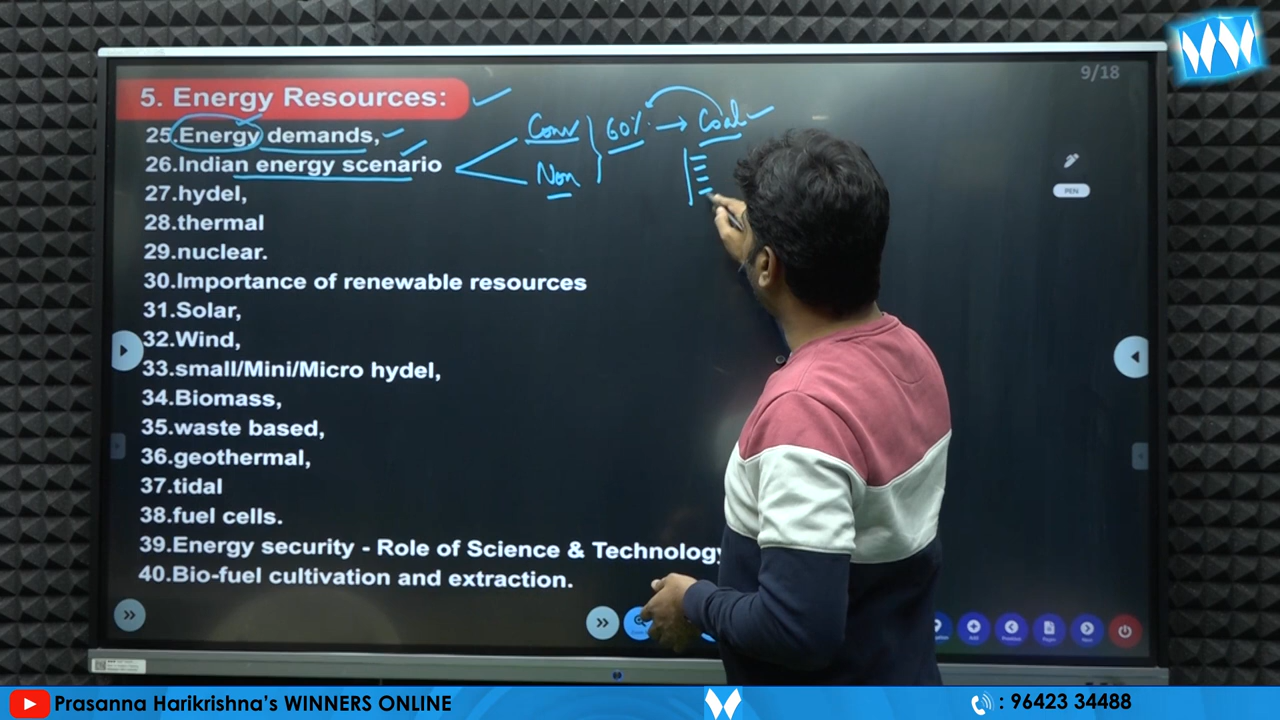 9/18
5. Energy Resources:
25.Energy demands,
Conv 60% → Coal
26.Indian energy scenario
Non
PEN
27.hydel,
28.thermal
29.nuclear.
30.Importance of renewable resources
31.Solar,
32.Wind,
33.small/Mini/Micro hydel,
34.Biomass,
35.waste based,
36.geothermal,
37.tidal
38.fuel cells.
39.Energy security - Role of Science & Technology
40.Bio-fuel cultivation and extraction.
Prasanna Harikrishna's WINNERS ONLINE
W
: 96423 34488